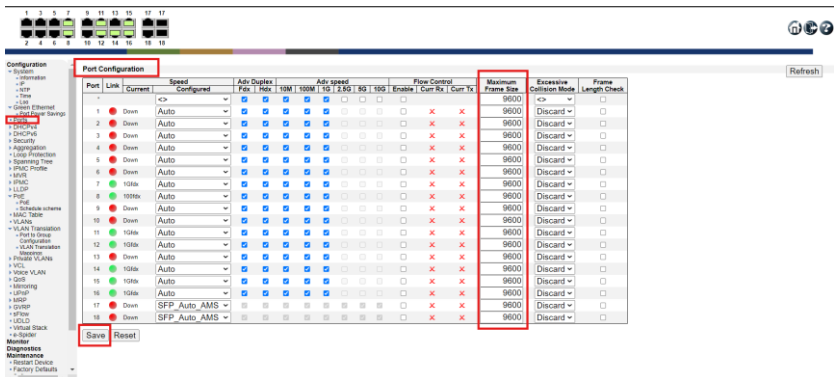 1 3 5 7 9 11 13 15 17 17
2 4 6 8 10 12 14 16 18 18
Configuration
System
Information
IP
NTP
Time
Log
Green Ethernet
Port Power Savings
Ports
DHCPv4
DHCPv6
Security
Aggregation
Loop Protection
Spanning Tree
IPMC Profile
MVR
IPMC
LLDP
PoE
PoE
Schedule scheme
MAC Table
VLANs
VLAN Translation
Port to Group
Configuration
VLAN Translation
Mappings
Private VLANs
VCL
Voice VLAN
QoS
Mirroring
UPnP
MRP
GVRP
sFlow
UDLD
Virtual Stack
e-Spider
Monitor
Diagnostics
Maintenance
Restart Device
Factory Defaults
Port Configuration
Refresh
Port Link Speed Adv Duplex Adv speed Flow Control Maximum Excessive Frame
Current Configured Fdx Hdx 10M 100M 1G 2.5G 5G 10G Enable Curr Rx Curr Tx Frame Size Collision Mode Length Check
* <> 9600 <>
1 Down Auto 9600 Discard
2 Down Auto 9600 Discard
3 Down Auto 9600 Discard
4 Down Auto 9600 Discard
5 Down Auto 9600 Discard
6 Down Auto 9600 Discard
7 1Gfdx Auto 9600 Discard
8 100fdx Auto 9600 Discard
9 Down Auto 9600 Discard
10 Down Auto 9600 Discard
11 1Gfdx Auto 9600 Discard
12 1Gfdx Auto 9600 Discard
13 Down Auto 9600 Discard
14 1Gfdx Auto 9600 Discard
15 1Gfdx Auto 9600 Discard
16 1Gfdx Auto 9600 Discard
17 Down SFP_Auto_AMS 9600 Discard
18 Down SFP_Auto_AMS 9600 Discard
Save Reset